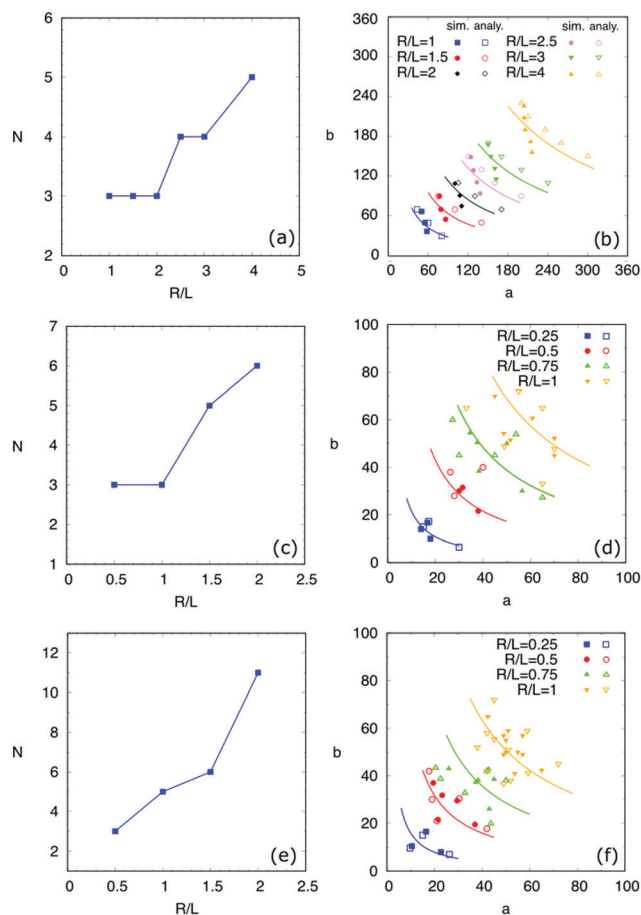 6
5
4
3
2
N
0 1 2 3 4 5
R/L
(a)
360
300
240
180
120
60
0
b
sim. analy. sim. analy.
R/L=1 R/L=2.5
R/L=1.5 R/L=3
R/L=2 R/L=4
0 60 120 180 240 300 360
a
(b)
7
6
5
4
3
2
1
N
0 0.5 1 1.5 2 2.5
R/L
(c)
100
80
60
40
20
0
b
R/L=0.25
R/L=0.5
R/L=0.75
R/L=1
0 20 40 60 80 100
a
(d)
12
10
8
6
4
2
N
0 0.5 1 1.5 2 2.5
R/L
(e)
100
80
60
40
20
0
b
R/L=0.25
R/L=0.5
R/L=0.75
R/L=1
0 20 40 60 80 100
a
(f)